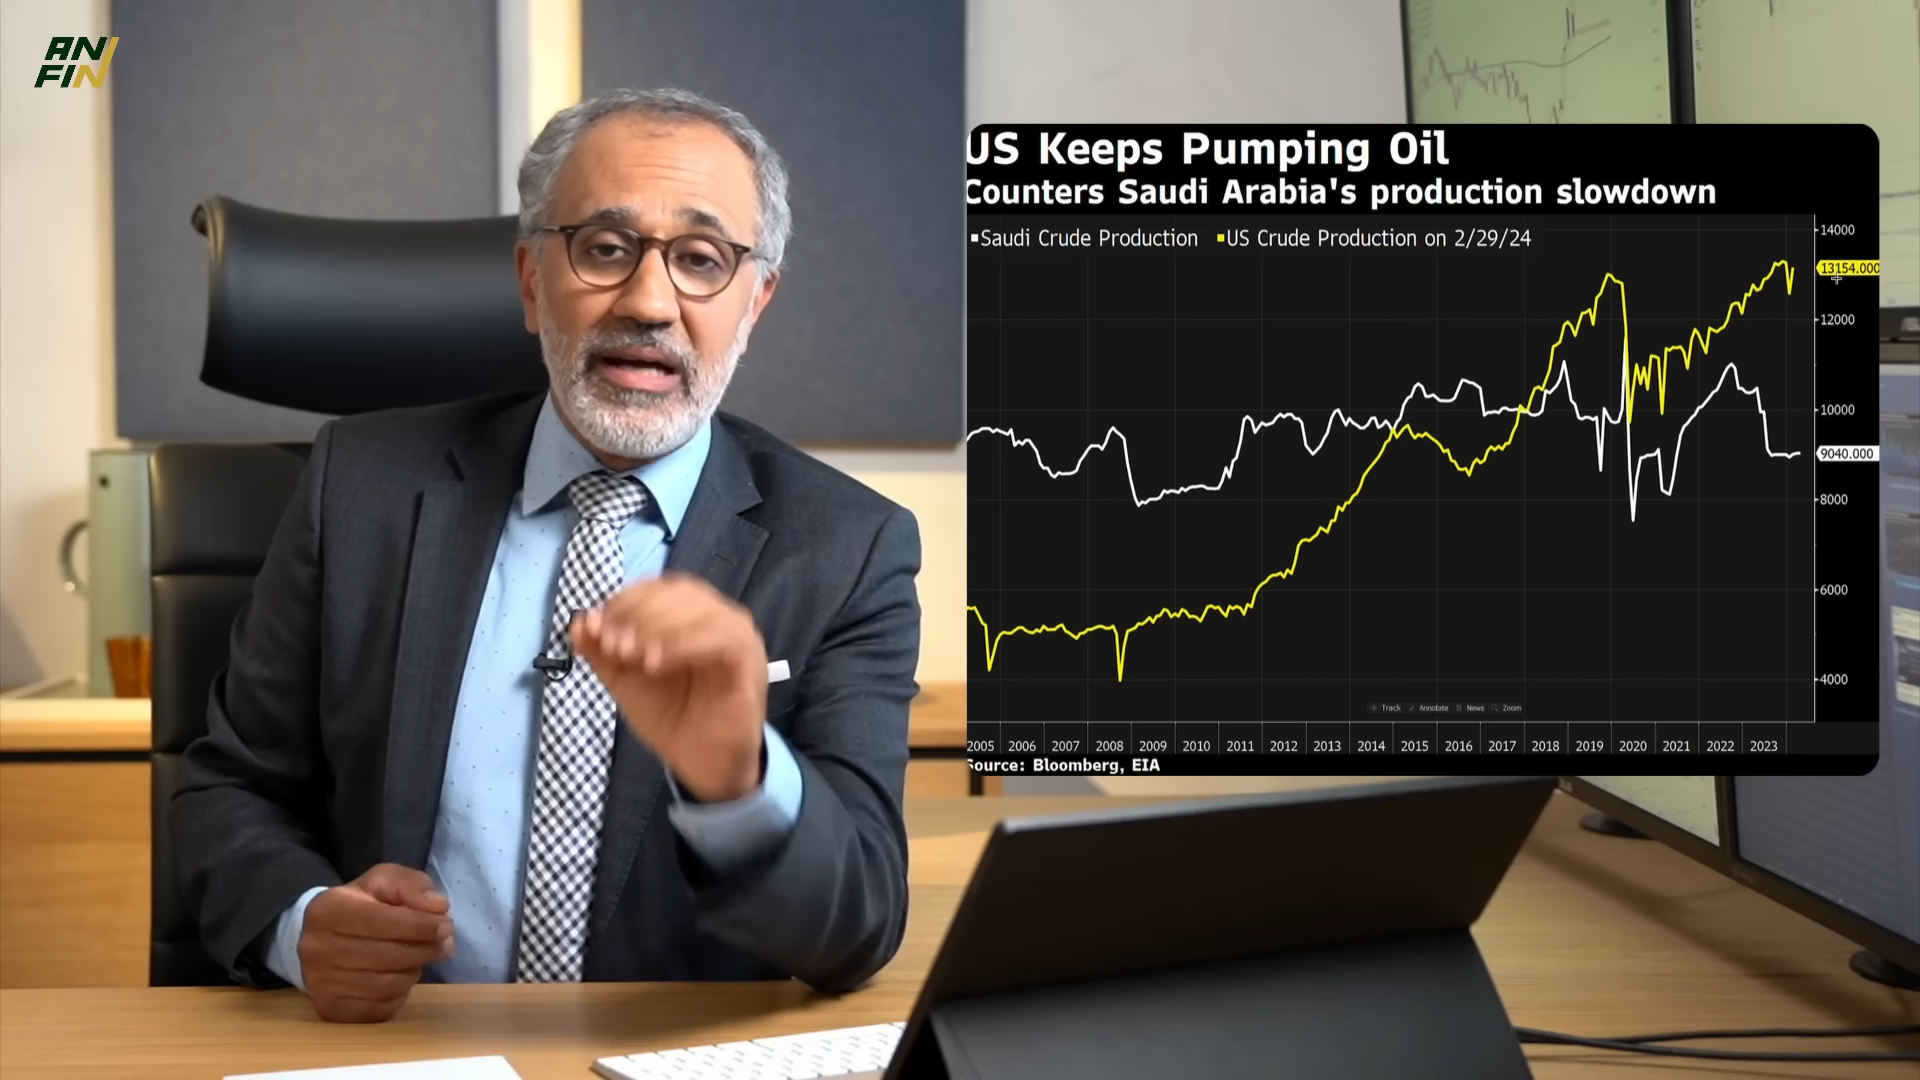 AN
FIN
US Keeps Pumping Oil
Counters Saudi Arabia's production slowdown
Saudi Crude Production US Crude Production on 2/29/24
14000
13154.000
12000
10000
9040.000
8000
6000
4000
Track Annotate News Zoom
2005 2006 2007 2008 2009 2010 2011 2012 2013 2014 2015 2016 2017 2018 2019 2020 2021 2022 2023
Source: Bloomberg, EIA